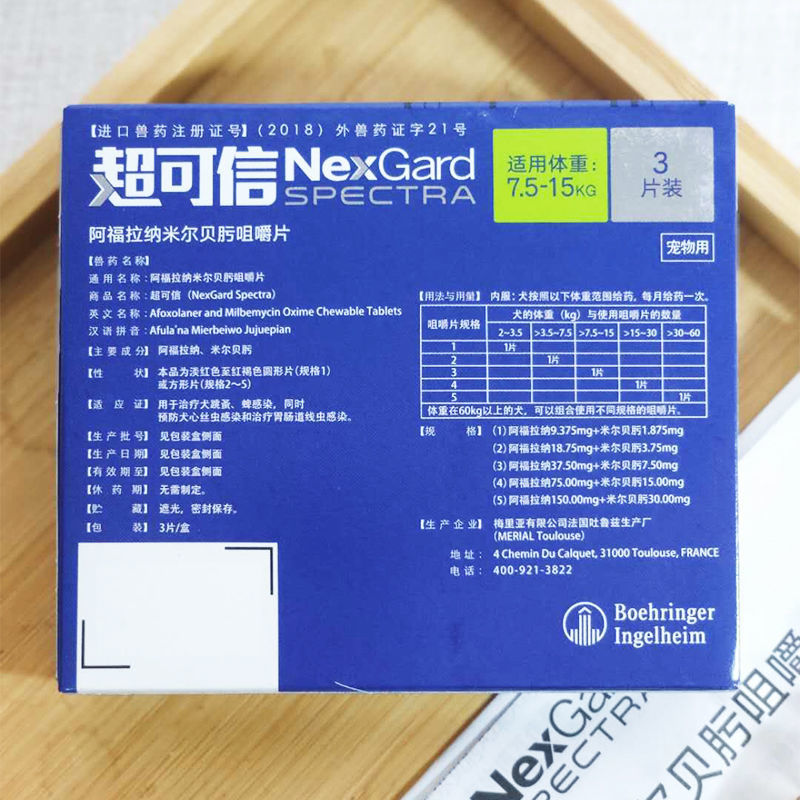 【进口兽药注册证号】(2018)外兽药证字21号
超可信 NexGard
SPECTRA
适用体重:
7.5-15KG
3
片装
阿福拉纳米尔贝肟咀嚼片
宠物用
【兽药名称】
通用名称:阿福拉纳米尔贝肟咀嚼片
商品名称:超可信(NexGard Spectra)
英文名称:Afoxolaner and Milbemycin Oxime Chewable Tablets
汉语拼音:Afula'na Mierbeiwo Jujuepian
【主要成分】阿福拉纳、米尔贝肟
【性 状】本品为淡红色至红褐色圆形片(规格1)
或方形片(规格2~5)
【适 应 证】用于治疗犬跳蚤、蜱感染,同时
预防犬心丝虫感染和治疗胃肠道线虫感染。
【生产批号】见包装盒侧面
【生产日期】见包装盒侧面
【有效期至】见包装盒侧面
【休 药 期】无需制定。
【贮 藏】遮光,密封保存。
【包 装】3片/盒
【用法与用量】内服:犬按照以下体重范围给药,每月给药一次。
咀嚼片规格 犬的体重(kg)与使用咀嚼片的数量
2~3.5 >3.5~7.5 >7.5~15 >15~30 >30~60
1 1片
2 1片
3 1片
4 1片
5 1片
体重在60kg以上的犬,可以组合使用不同规格的咀嚼片。
【规 格】(1)阿福拉纳9.375mg+米尔贝肟1.875mg
(2)阿福拉纳18.75mg+米尔贝肟3.75mg
(3)阿福拉纳37.50mg+米尔贝肟7.50mg
(4)阿福拉纳75.00mg+米尔贝肟15.00mg
(5)阿福拉纳150.00mg+米尔贝肟30.00mg
【生产企业】梅里亚有限公司法国吐鲁兹生产厂
(MERIAL Toulouse)
地址:4 Chemin Du Calquet, 31000 Toulouse, FRANCE
电话:400-921-3822
Boehringer
Ingelheim
NexGa
SPECTRA
贝肟咀嚼